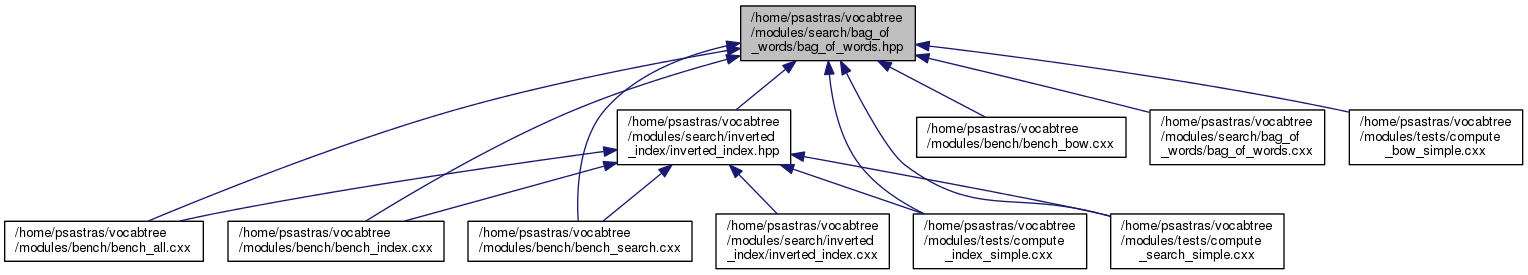 /home/psastras/vocabtree
/modules/search/bag_of
_words/bag_of_words.hpp
/home/psastras/vocabtree
/modules/search/inverted
_index/inverted_index.hpp
/home/psastras/vocabtree
/modules/bench/bench_bow.cxx
/home/psastras/vocabtree
/modules/search/bag_of
_words/bag_of_words.cxx
/home/psastras/vocabtree
/modules/tests/compute
_bow_simple.cxx
/home/psastras/vocabtree
/modules/bench/bench_all.cxx
/home/psastras/vocabtree
/modules/bench/bench_index.cxx
/home/psastras/vocabtree
/modules/bench/bench_search.cxx
/home/psastras/vocabtree
/modules/search/inverted
_index/inverted_index.cxx
/home/psastras/vocabtree
/modules/tests/compute
_index_simple.cxx
/home/psastras/vocabtree
/modules/tests/compute
_search_simple.cxx